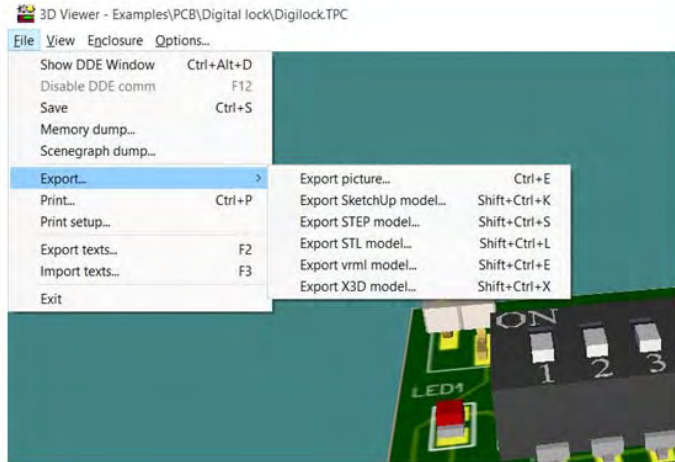 3D Viewer - Examples\PCB\Digital lock\Digilock.TPC
File View Enclosure Options...
Show DDE Window Ctrl+Alt+D
Disable DDE comm F12
Save Ctrl+S
Memory dump...
Scenegraph dump...
Export... >
Print... Ctrl+P
Print setup...
Export texts... F2
Import texts... F3
Exit
Export picture... Ctrl+E
Export SketchUp model... Shift+Ctrl+K
Export STEP model... Shift+Ctrl+S
Export STL model... Shift+Ctrl+L
Export vrml model... Shift+Ctrl+E
Export X3D model... Shift+Ctrl+X
ON
1 2 3
LED1